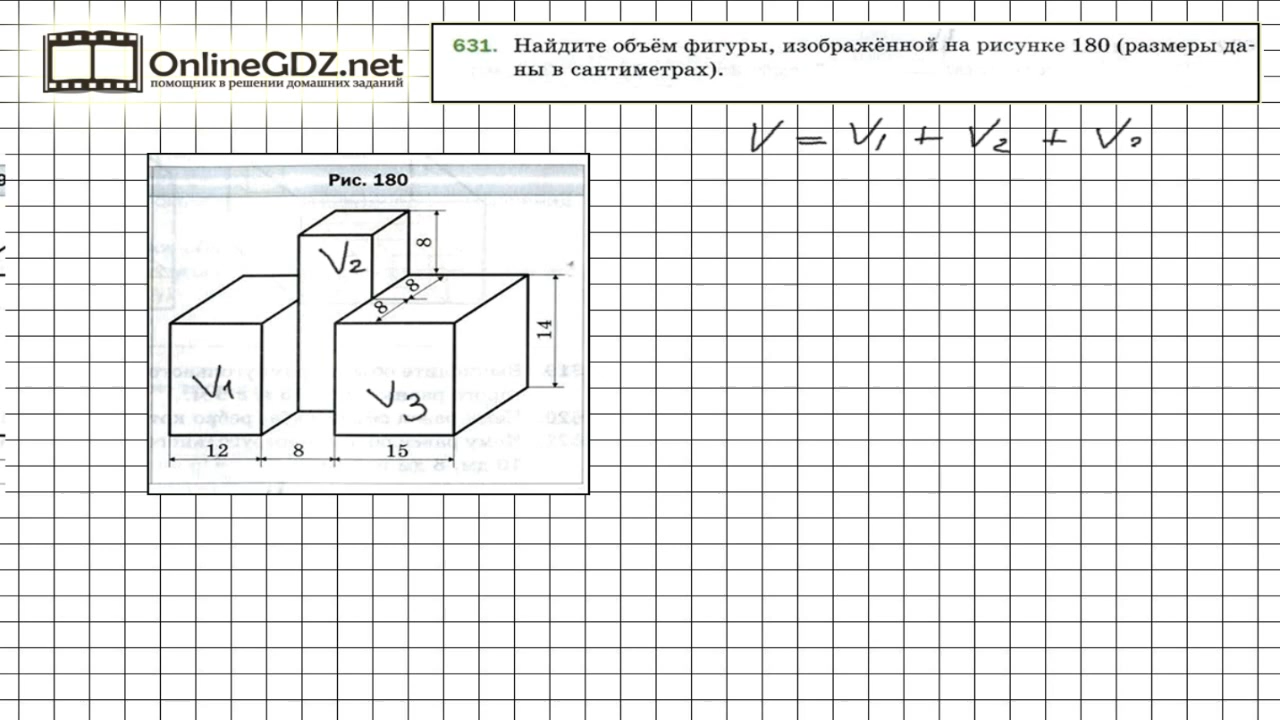 OnlineGDZ.net
помощник в решении домашних заданий
631. Найдите объём фигуры, изображённой на рисунке 180 (размеры да-
ны в сантиметрах).
V = V1 + V2 + V
Рис. 180
V2
8
8
8
14
V1
V3
12
8
15